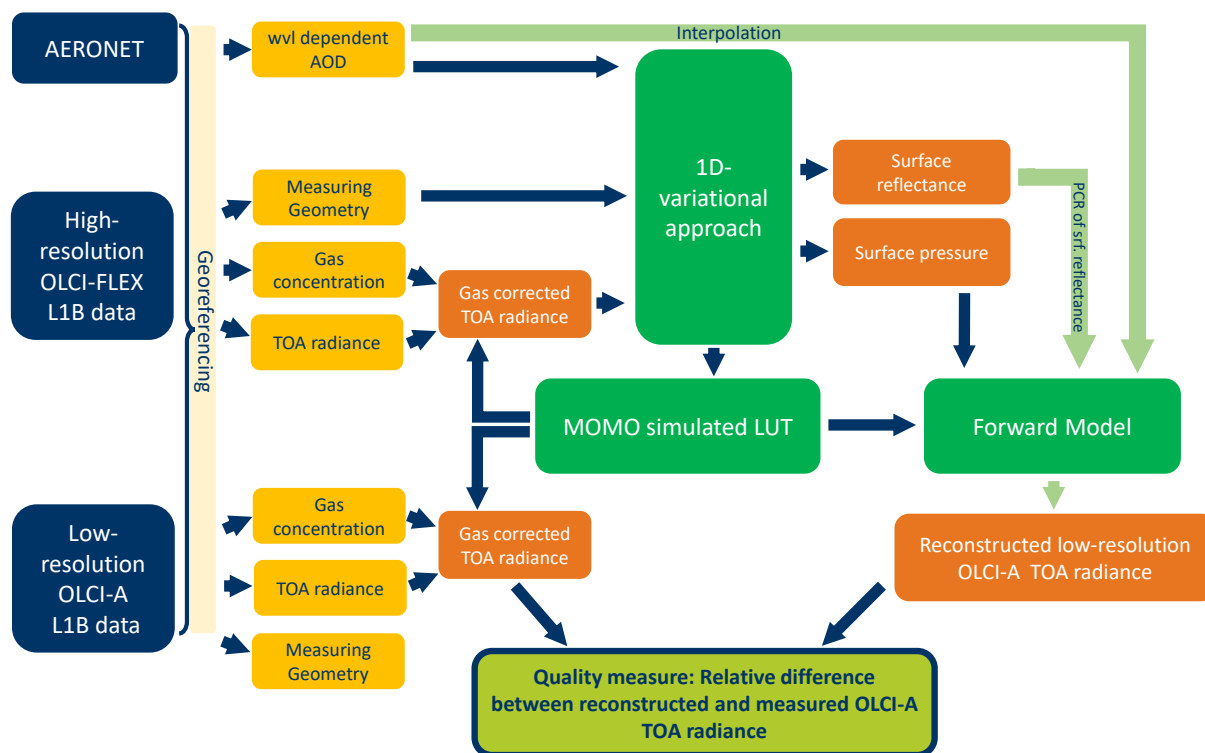 AERONET
wvl dependent
AOD
Interpolation
High-
resolution
OLCI-FLEX
L1B data
Georeferencing
Measuring
Geometry
Gas
concentration
TOA radiance
Gas corrected
TOA radiance
1D-
variational
approach
Surface
reflectance
Surface pressure
PCR of srf. reflectance
MOMO simulated LUT
Forward Model
Low-
resolution
OLCI-A
L1B data
Gas
concentration
TOA radiance
Measuring
Geometry
Gas corrected
TOA radiance
Reconstructed low-resolution
OLCI-A TOA radiance
Quality measure: Relative difference
between reconstructed and measured OLCI-A
TOA radiance